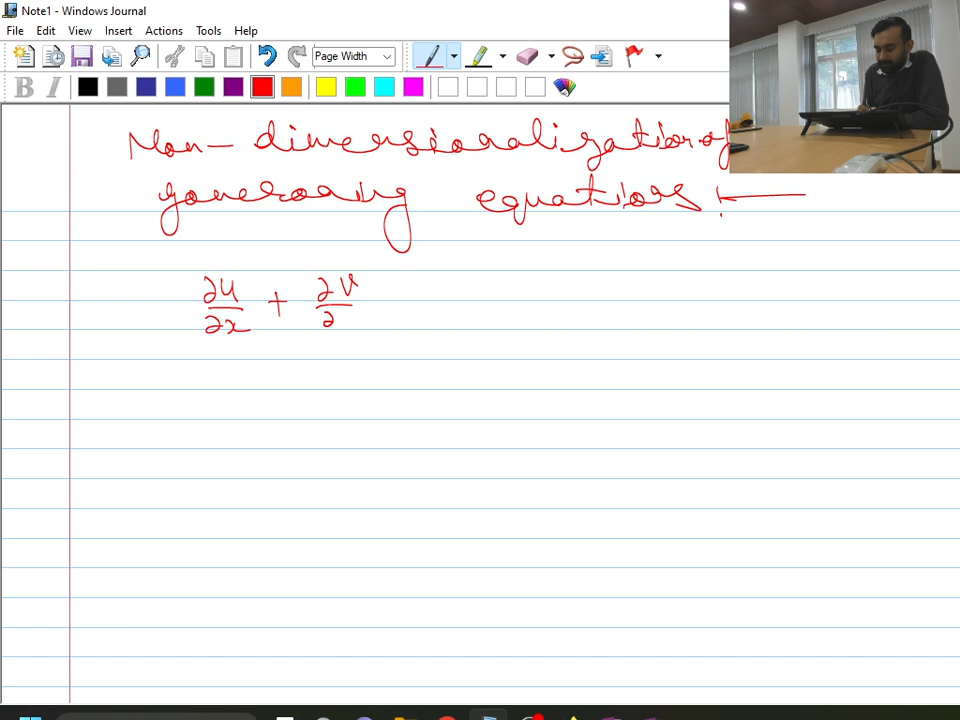 Note1 - Windows Journal
File Edit View Insert Actions Tools Help
Page Width
B I
Non-dimensionalization of
governing equations :-
∂u/∂x + ∂v/∂